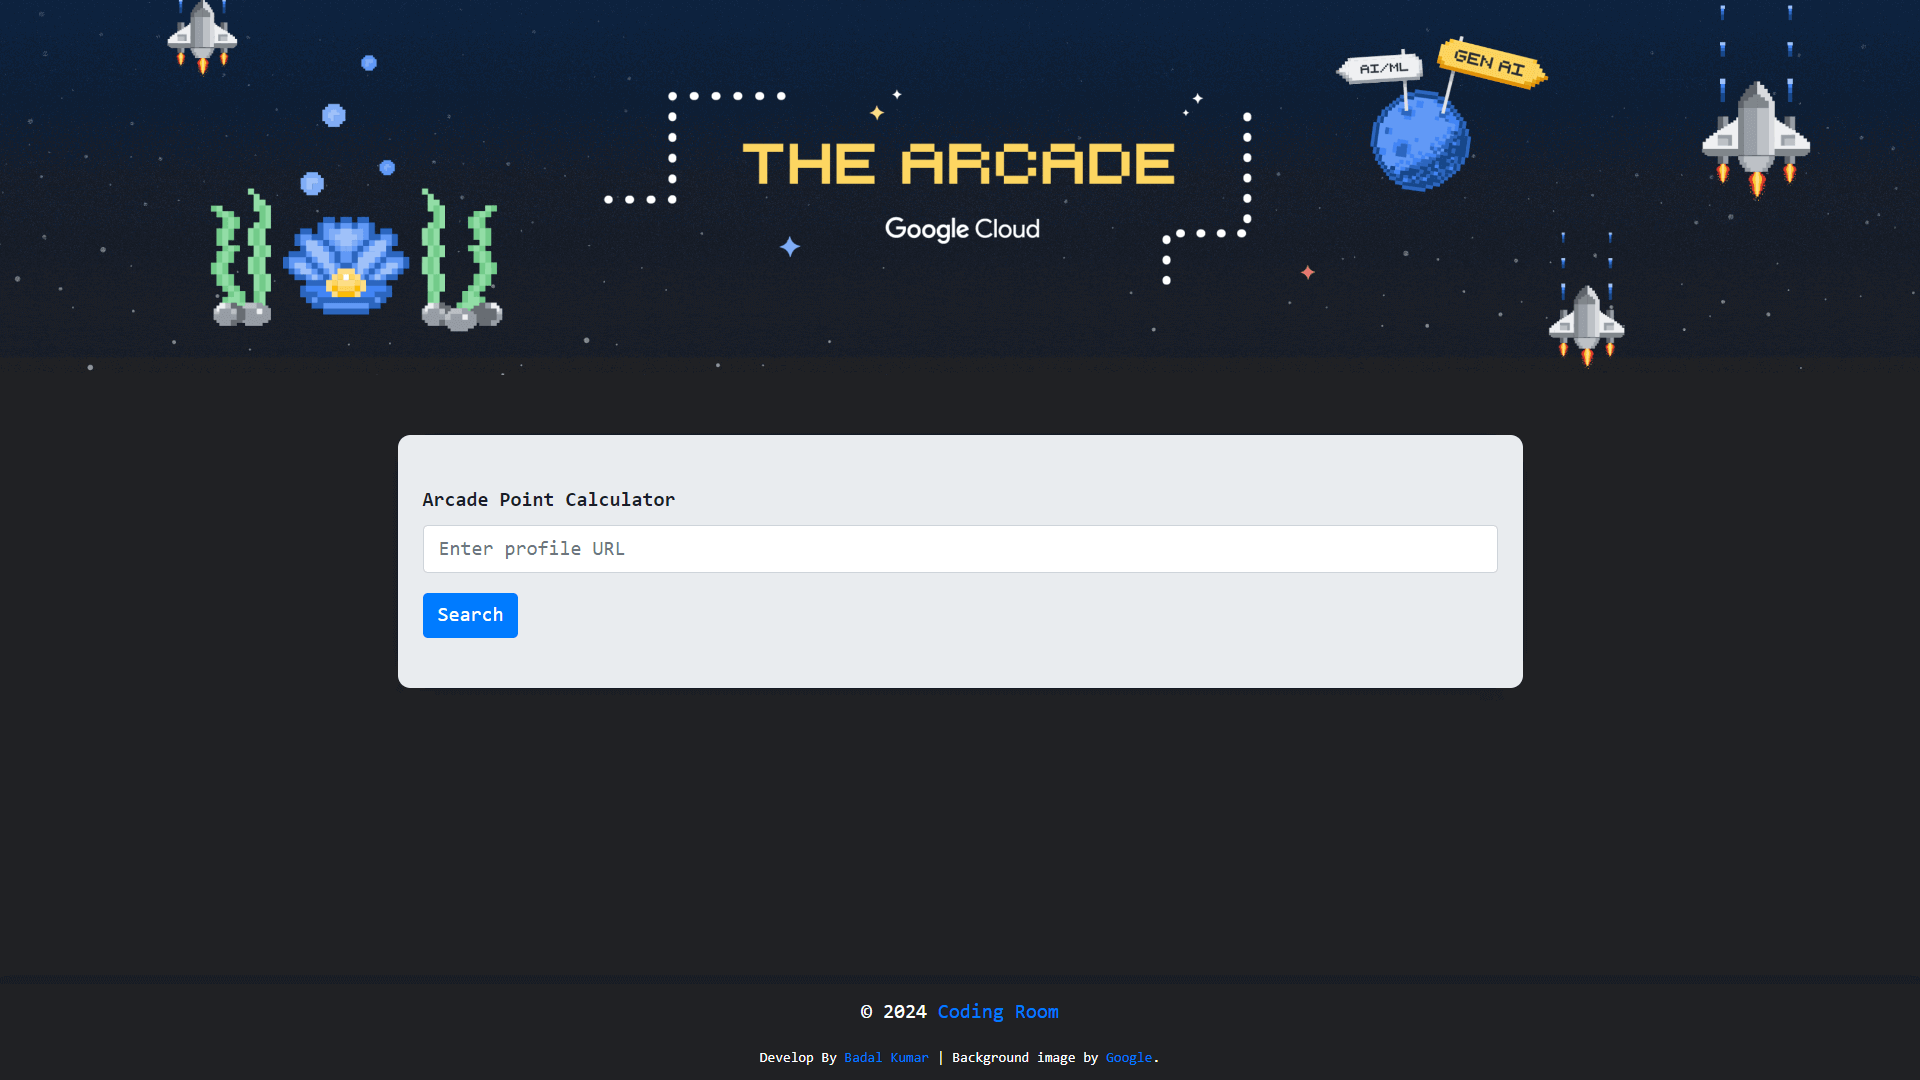 AI/ML
GEN AI
THE ARCADE
Google Cloud
Arcade Point Calculator
Enter profile URL
Search
© 2024 Coding Room
Develop By Badal Kumar | Background image by Google.